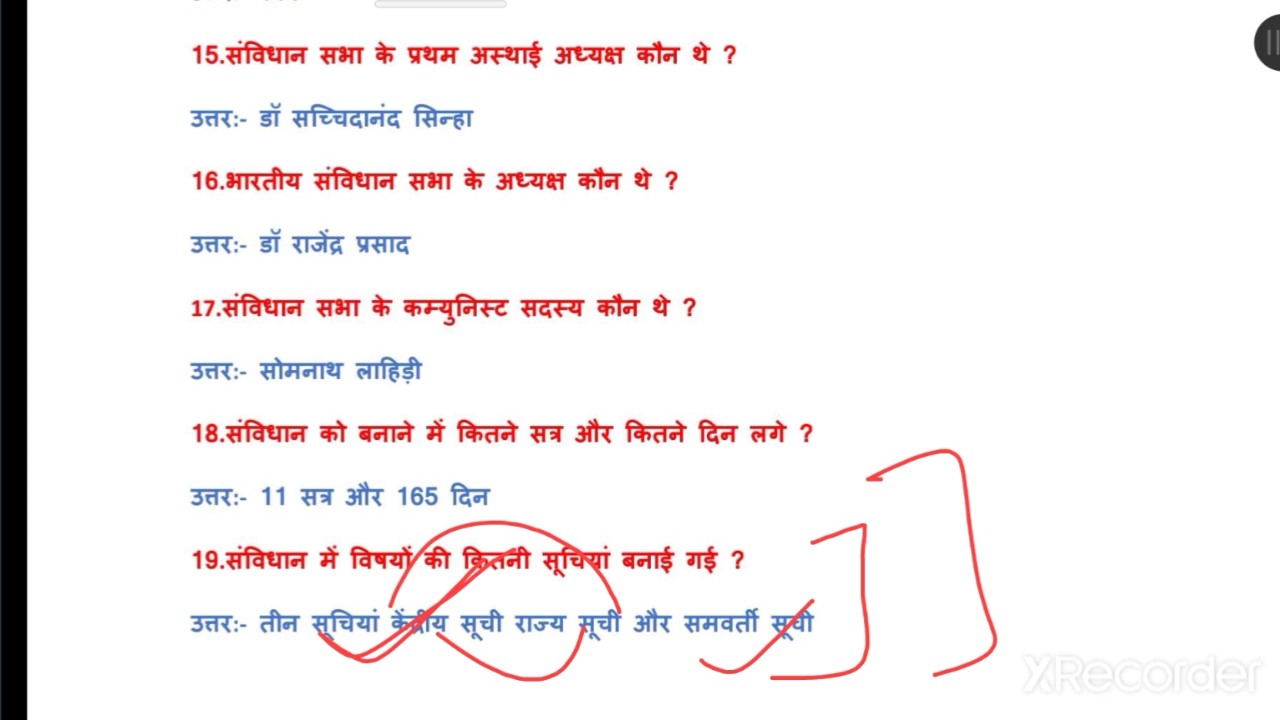 15.संविधान सभा के प्रथम अस्थाई अध्यक्ष कौन थे ?
उत्तर:- डॉ सच्चिदानंद सिन्हा
16.भारतीय संविधान सभा के अध्यक्ष कौन थे ?
उत्तर:- डॉ राजेंद्र प्रसाद
17.संविधान सभा के कम्युनिस्ट सदस्य कौन थे ?
उत्तर:- सोमनाथ लाहिड़ी
18.संविधान को बनाने में कितने सत्र और कितने दिन लगे ?
उत्तर:- 11 सत्र और 165 दिन
19.संविधान में विषयों की कितनी सूचियां बनाई गई ?
उत्तर:- तीन सूचियां केंद्रीय सूची राज्य सूची और समवर्ती सूची
XRecorder